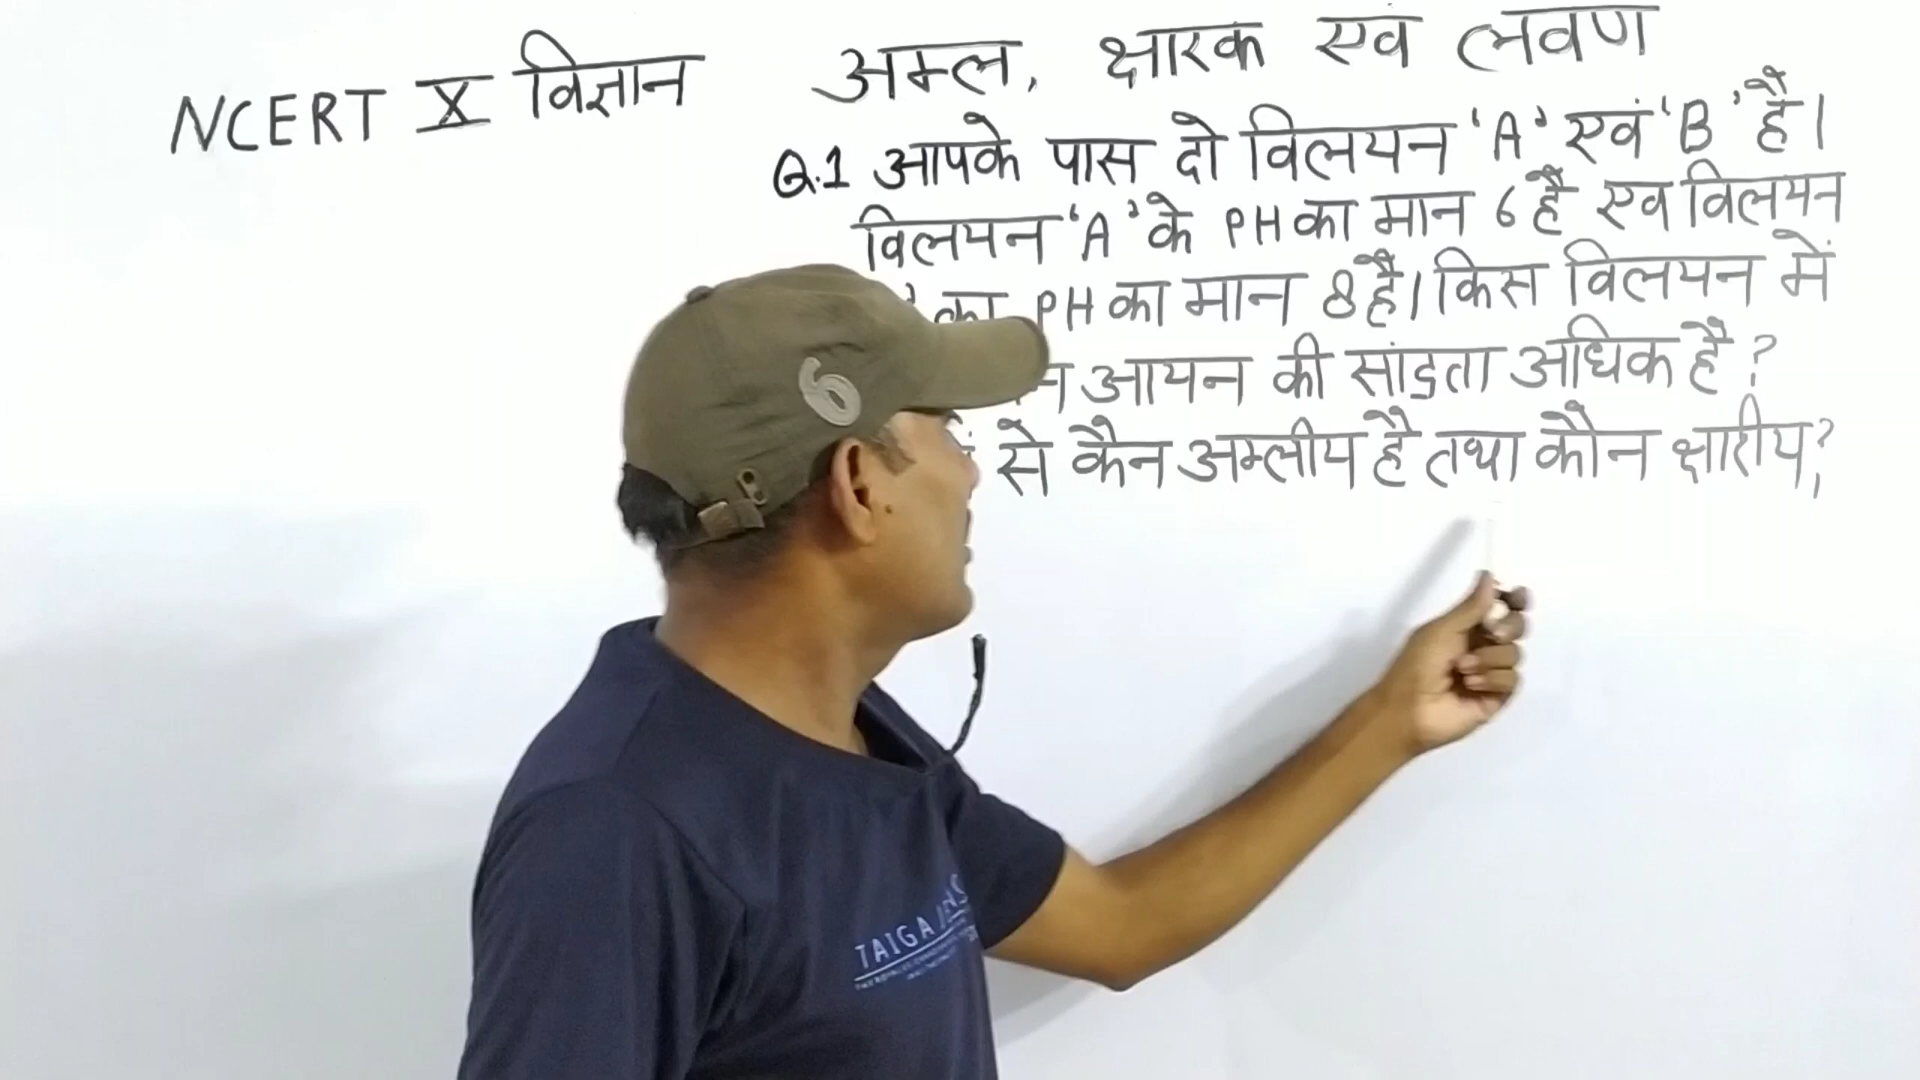 NCERT X विज्ञान अम्ल, क्षारक एवं लवण
Q.1 आपके पास दो विलयन 'A' एवं 'B' है।
विलयन 'A' के PH का मान 6 है एव विलयन
का PH का मान 8 है। किस विलयन में
न आयन की सांद्रता अधिक है?
से कैन अम्लीय है तथा कौन क्षारीय?
6
TAIGA